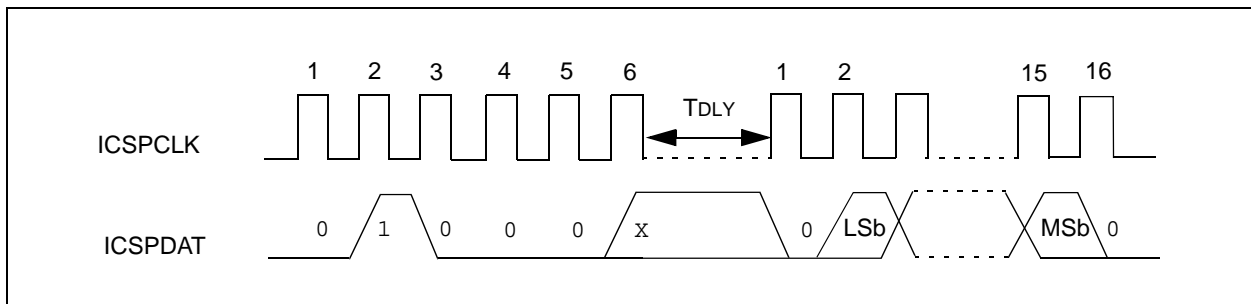 1 2 3 4 5 6 1 2 15 16
TDLY
ICSPCLK
ICSPDAT 0 1 0 0 0 X 0 LSb MSb 0